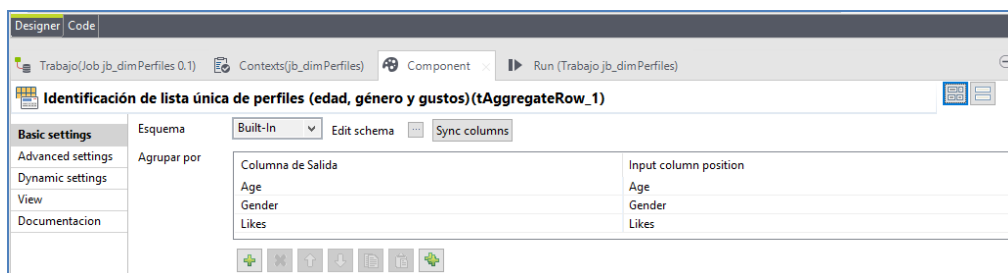 Designer Code
Trabajo(Job jb_dimPerfiles 0.1) Contexts(jb_dimPerfiles) Component Run (Trabajo jb_dimPerfiles)
Identificación de lista única de perfiles (edad, género y gustos)(tAggregateRow_1)
Basic settings
Advanced settings
Dynamic settings
View
Documentacion
Esquema Built-In Edit schema ... Sync columns
Agrupar por
Columna de Salida Input column position
Age Age
Gender Gender
Likes Likes